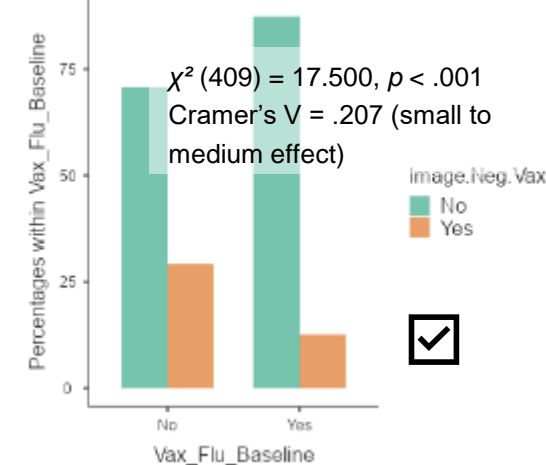 75
χ² (409) = 17.500, p < .001
Cramer's V = .207 (small to
medium effect)
50
25
0
Percentages within Vax_Flu_Baseline
image.Neg.Vax
No
Yes
No
Yes
Vax_Flu_Baseline